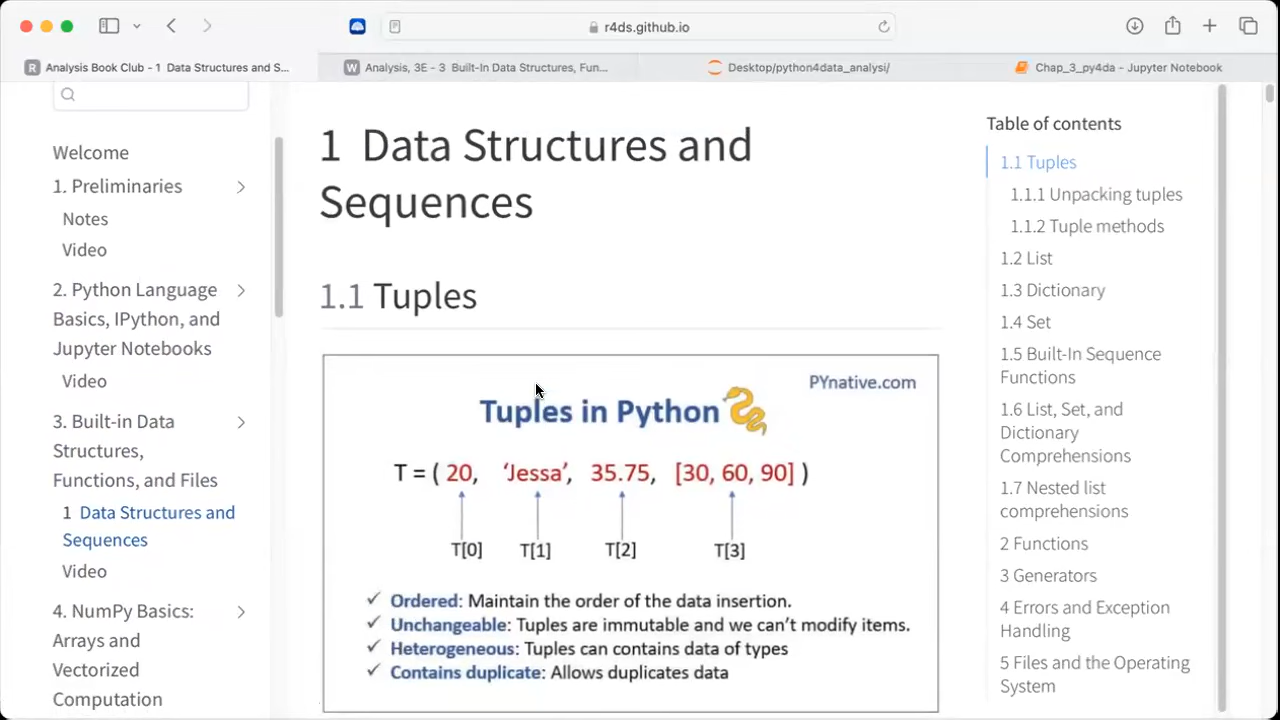 r4ds.github.io
R Analysis Book Club - 1 Data Structures and S...
W Analysis, 3E - 3 Built-In Data Structures, Fun...
Desktop/python4data_analysi/
Chap_3_py4da - Jupyter Notebook
Welcome
1. Preliminaries
Notes
Video
2. Python Language
Basics, IPython, and
Jupyter Notebooks
Video
3. Built-in Data
Structures,
Functions, and Files
1 Data Structures and
Sequences
Video
4. NumPy Basics:
Arrays and
Vectorized
Computation
1 Data Structures and
Sequences
1.1 Tuples
PYnative.com
Tuples in Python
T = ( 20, ‘Jessa’, 35.75, [30, 60, 90] )
T[0] T[1] T[2] T[3]
✓ Ordered: Maintain the order of the data insertion.
✓ Unchangeable: Tuples are immutable and we can’t modify items.
✓ Heterogeneous: Tuples can contains data of types
✓ Contains duplicate: Allows duplicates data
Table of contents
1.1 Tuples
1.1.1 Unpacking tuples
1.1.2 Tuple methods
1.2 List
1.3 Dictionary
1.4 Set
1.5 Built-In Sequence
Functions
1.6 List, Set, and
Dictionary
Comprehensions
1.7 Nested list
comprehensions
2 Functions
3 Generators
4 Errors and Exception
Handling
5 Files and the Operating
System